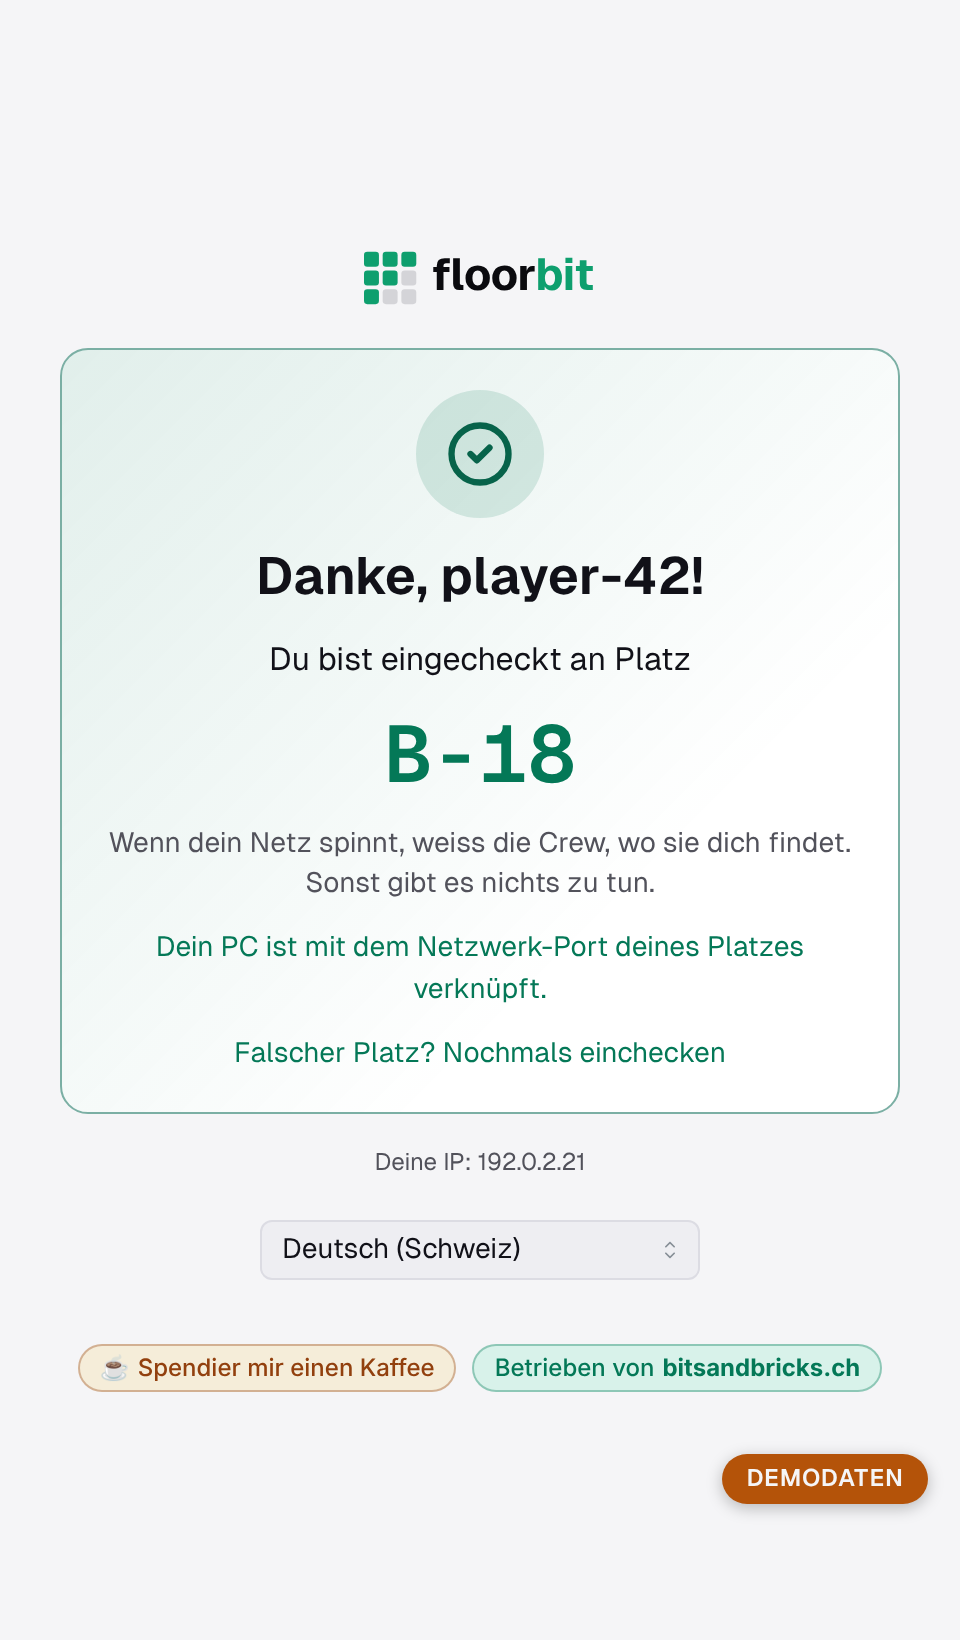 floorbit
Danke, player-42!
Du bist eingecheckt an Platz
B-18
Wenn dein Netz spinnt, weiss die Crew, wo sie dich findet.
Sonst gibt es nichts zu tun.
Dein PC ist mit dem Netzwerk-Port deines Platzes
verknüpft.
Falscher Platz? Nochmals einchecken
Deine IP: 192.0.2.21
Deutsch (Schweiz)
☕ Spendier mir einen Kaffee
Betrieben von bitsandbricks.ch
DEMODATEN